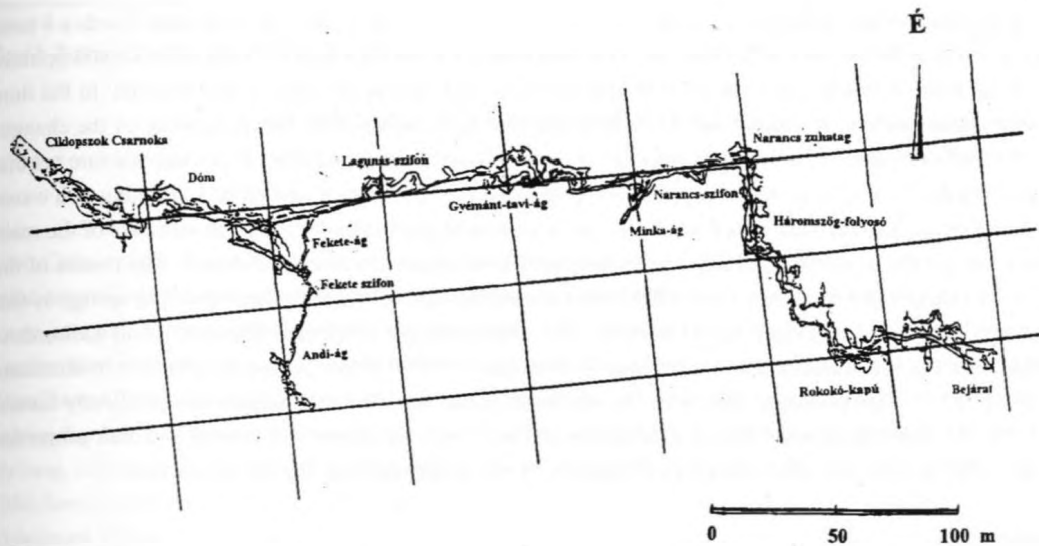 É
Ciklopszok Csarnoka
Dóm
Lagunás-szifon
Narancs zuhatag
Gyémánt-tavi-ág
Narancs-szifon
Minka-ág
Háromszög-folyosó
Fekete-ág
Fekete szifon
Andi-ág
Rokokó-kapú
Bejárat
0 50 100 m